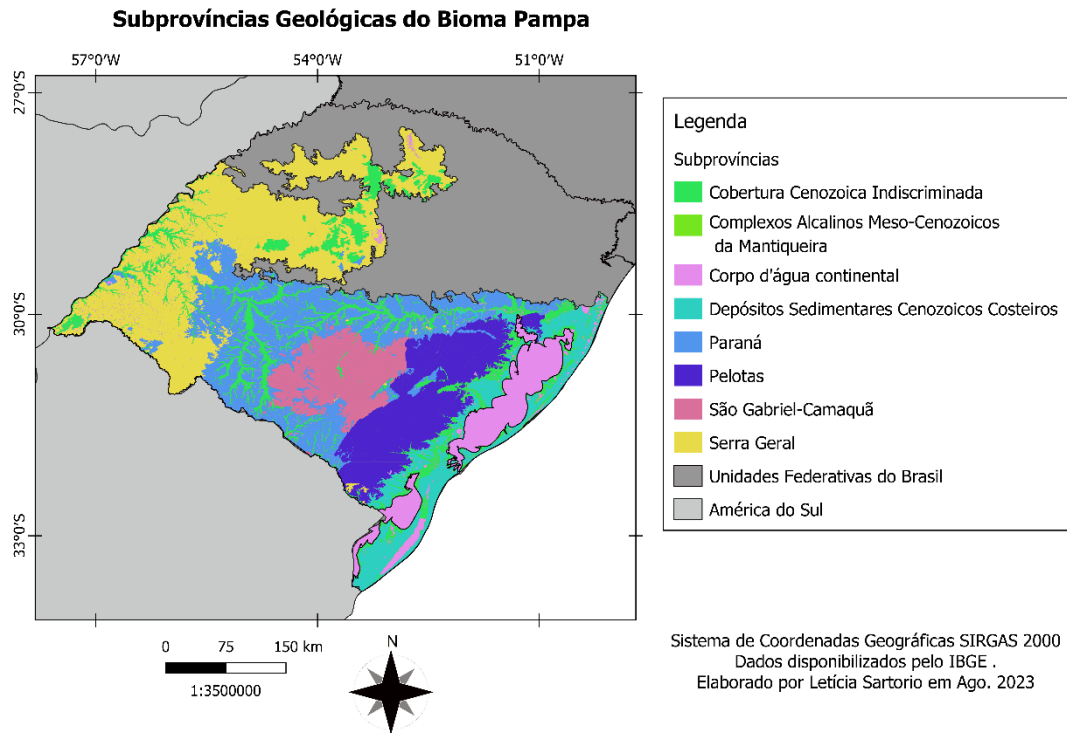 Subprovíncias Geológicas do Bioma Pampa
57°0'W 54°0'W 51°0'W
27°0'S
30°0'S
33°0'S
Legenda
Subprovíncias
Cobertura Cenozoica Indiscriminada
Complexos Alcalinos Meso-Cenozoicos
da Mantiqueira
Corpo d'água continental
Depósitos Sedimentares Cenozoicos Costeiros
Paraná
Pelotas
São Gabriel-Camaquã
Serra Geral
Unidades Federativas do Brasil
América do Sul
0 75 150 km
1:3500000
N
Sistema de Coordenadas Geográficas SIRGAS 2000
Dados disponibilizados pelo IBGE .
Elaborado por Letícia Sartorio em Ago. 2023